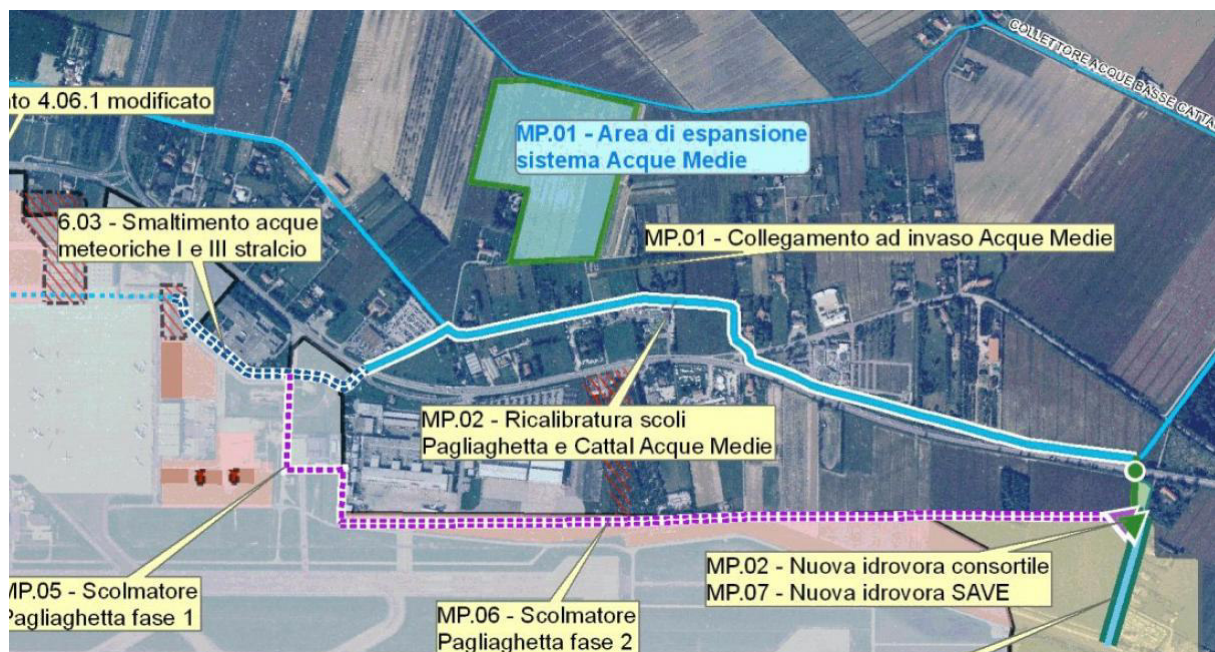 COLLETTORE ACQUE BASSE CATTA
nto 4.06.1 modificato
MP.01 - Area di espansione
sistema Acque Medie
6.03 - Smaltimento acque
meteoriche I e III stralcio
MP.01 - Collegamento ad invaso Acque Medie
MP.02 - Ricalibratura scoli
Pagliaghetta e Cattal Acque Medie
MP.05 - Scolmatore
Pagliaghetta fase 1
MP.06 - Scolmatore
Pagliaghetta fase 2
MP.02 - Nuova idrovora consortile
MP.07 - Nuova idrovora SAVE